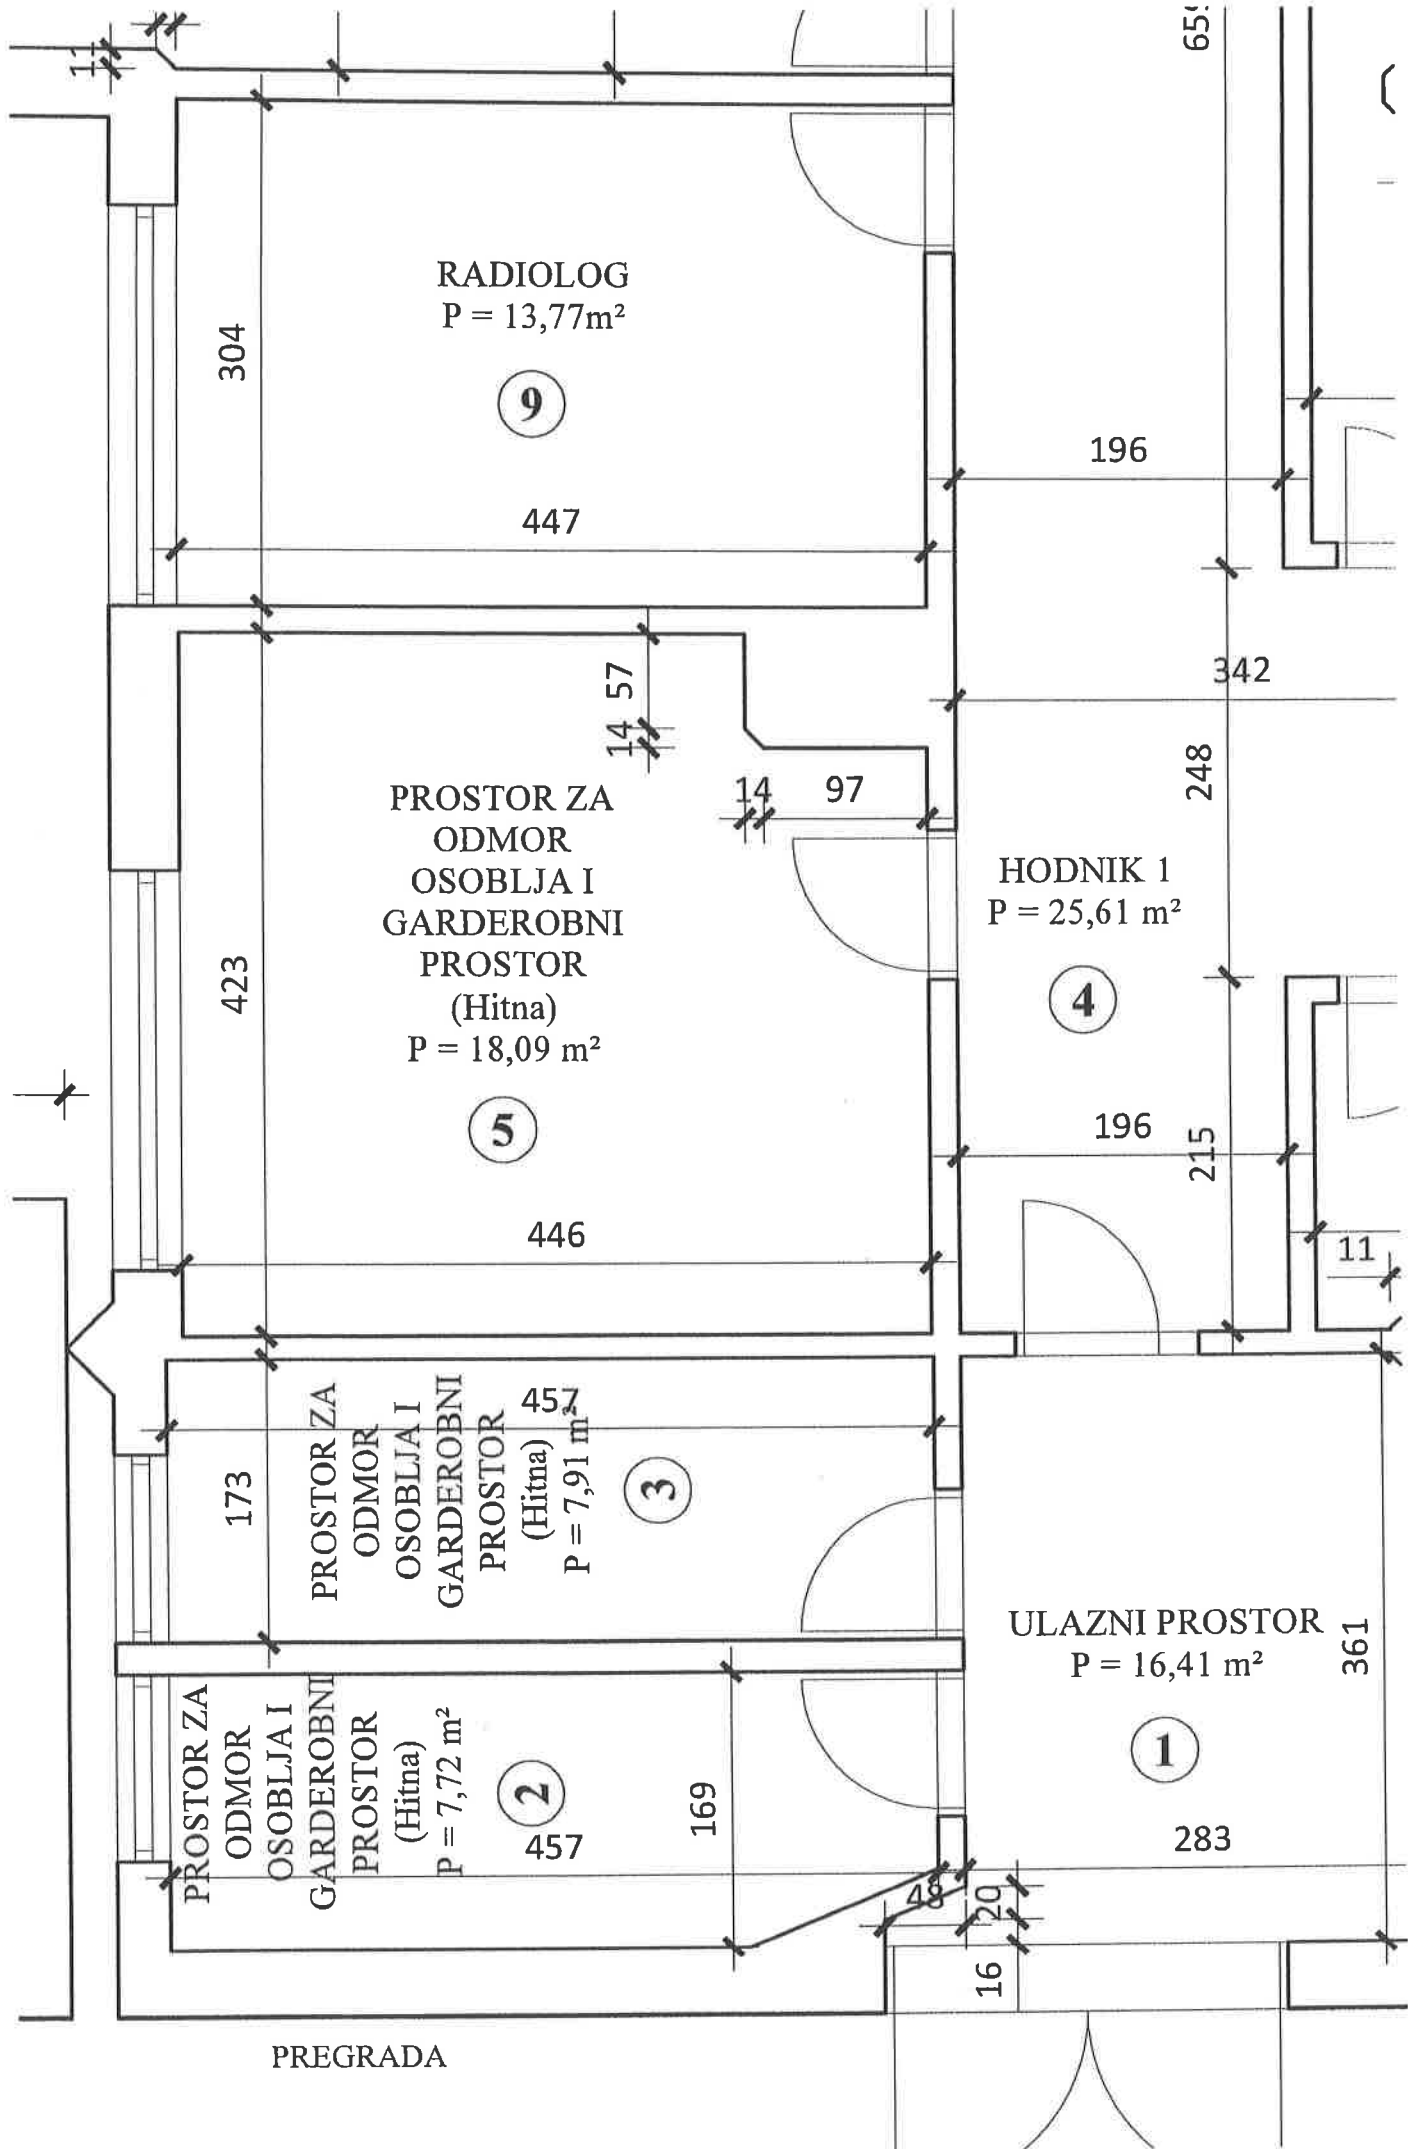 11
659
RADIOLOG
P = 13,77m²
304
9
196
447
342
57
14
248
14
97
PROSTOR ZA
ODMOR
OSOBLJA I
GARDEROBNI
PROSTOR
(Hitna)
P = 18,09 m²
HODNIK 1
P = 25,61 m²
423
4
5
196
215
446
11
457
PROSTOR ZA
ODMOR
OSOBLJA I
GARDEROBNI
PROSTOR
(Hitna)
P = 7,91 m²
173
3
ULAZNI PROSTOR
P = 16,41 m²
361
PROSTOR ZA
ODMOR
OSOBLJA I
GARDEROBNI
PROSTOR
(Hitna)
P = 7,72 m²
2
1
169
457
283
48
20
16
PREGRADA